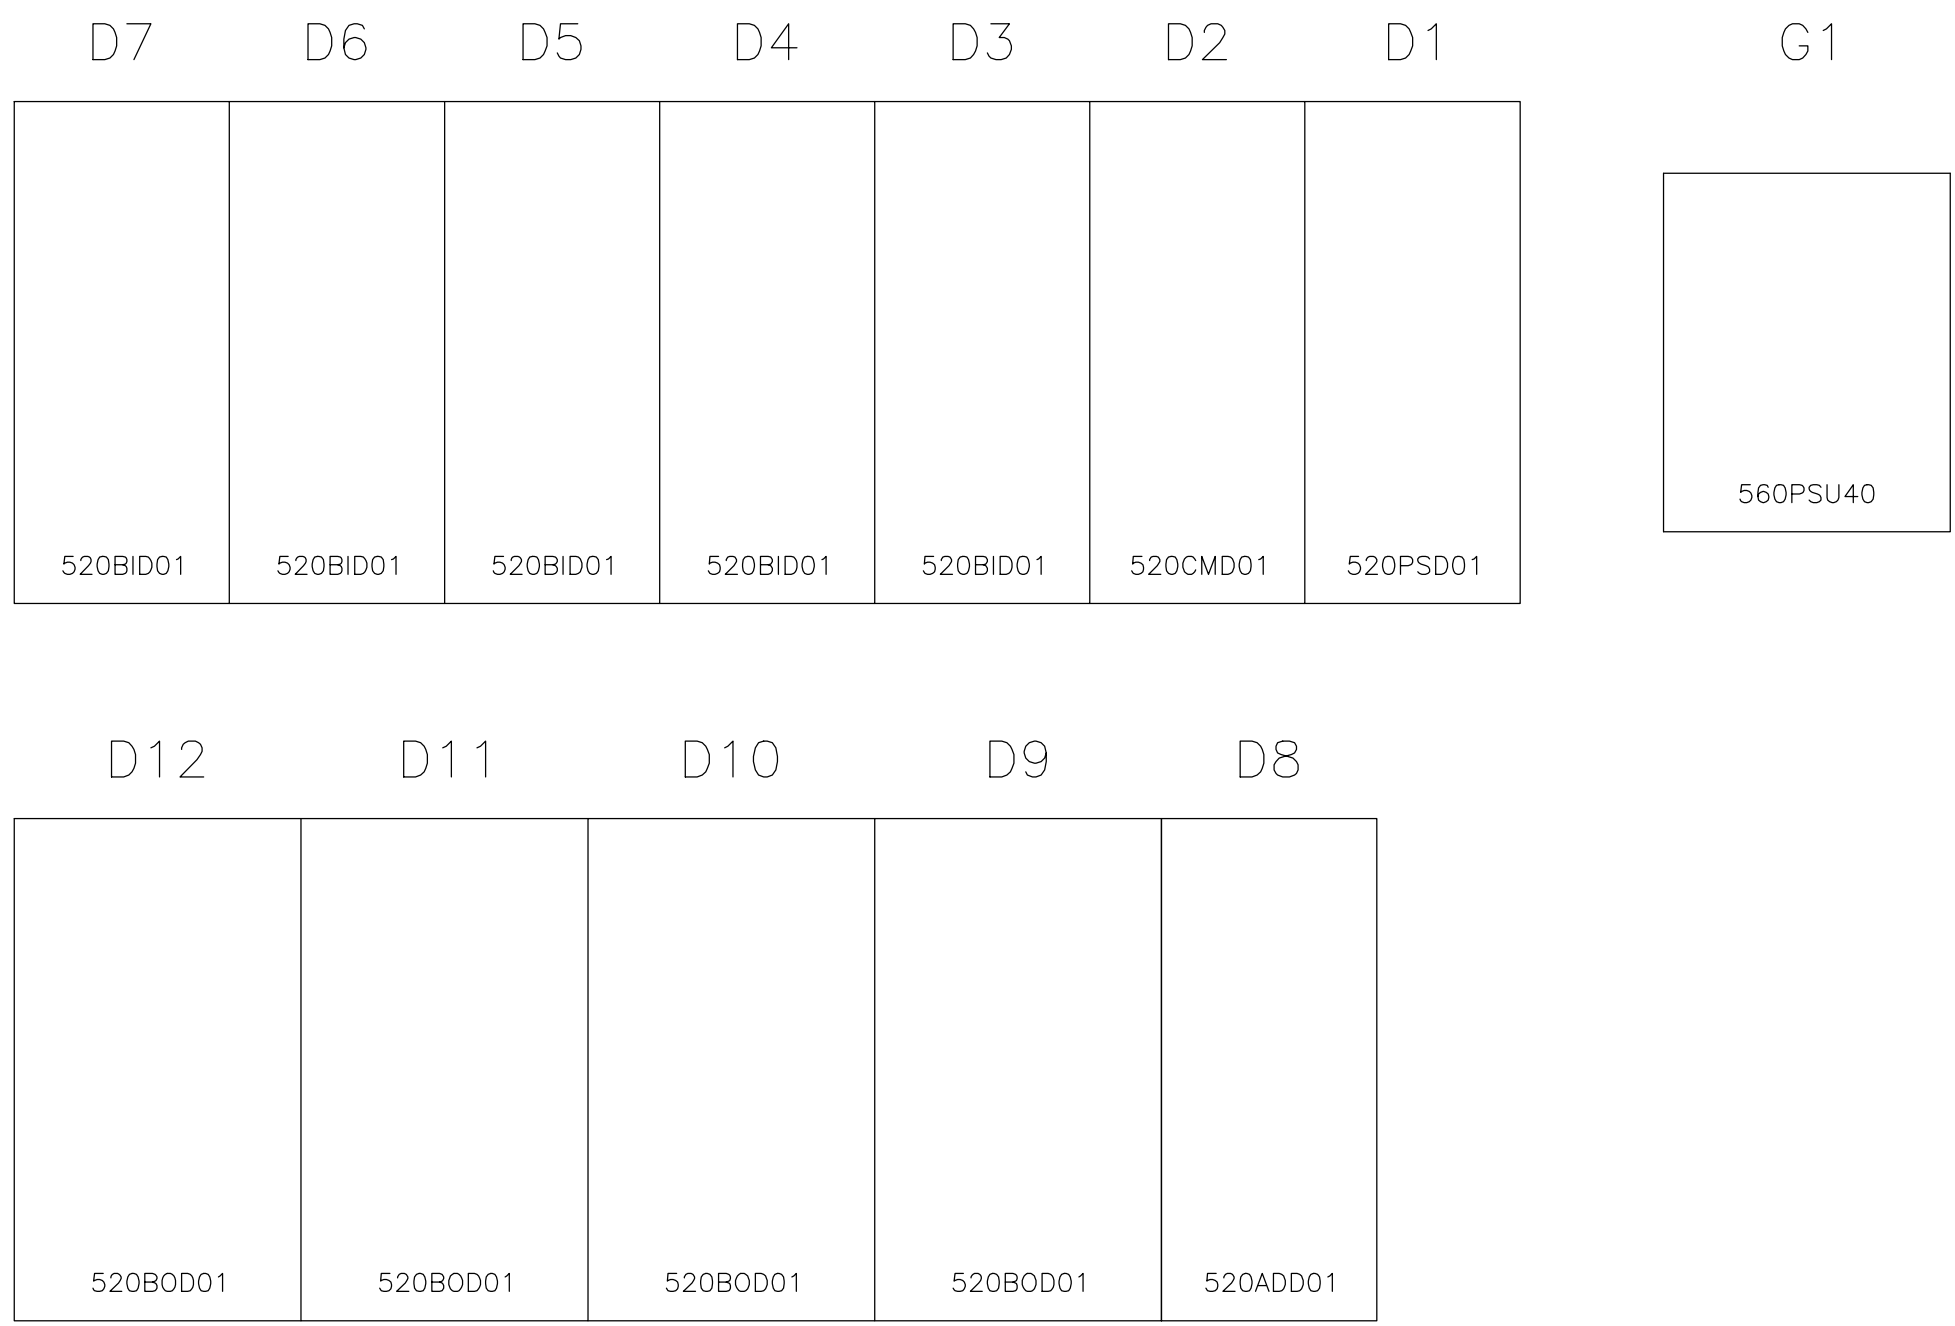 D7 D6 D5 D4 D3 D2 D1 G1
560PSU40
520BID01 520BID01 520BID01 520BID01 520BID01 520CMD01 520PSD01
D12 D11 D10 D9 D8
520BOD01 520BOD01 520BOD01 520BOD01 520ADD01